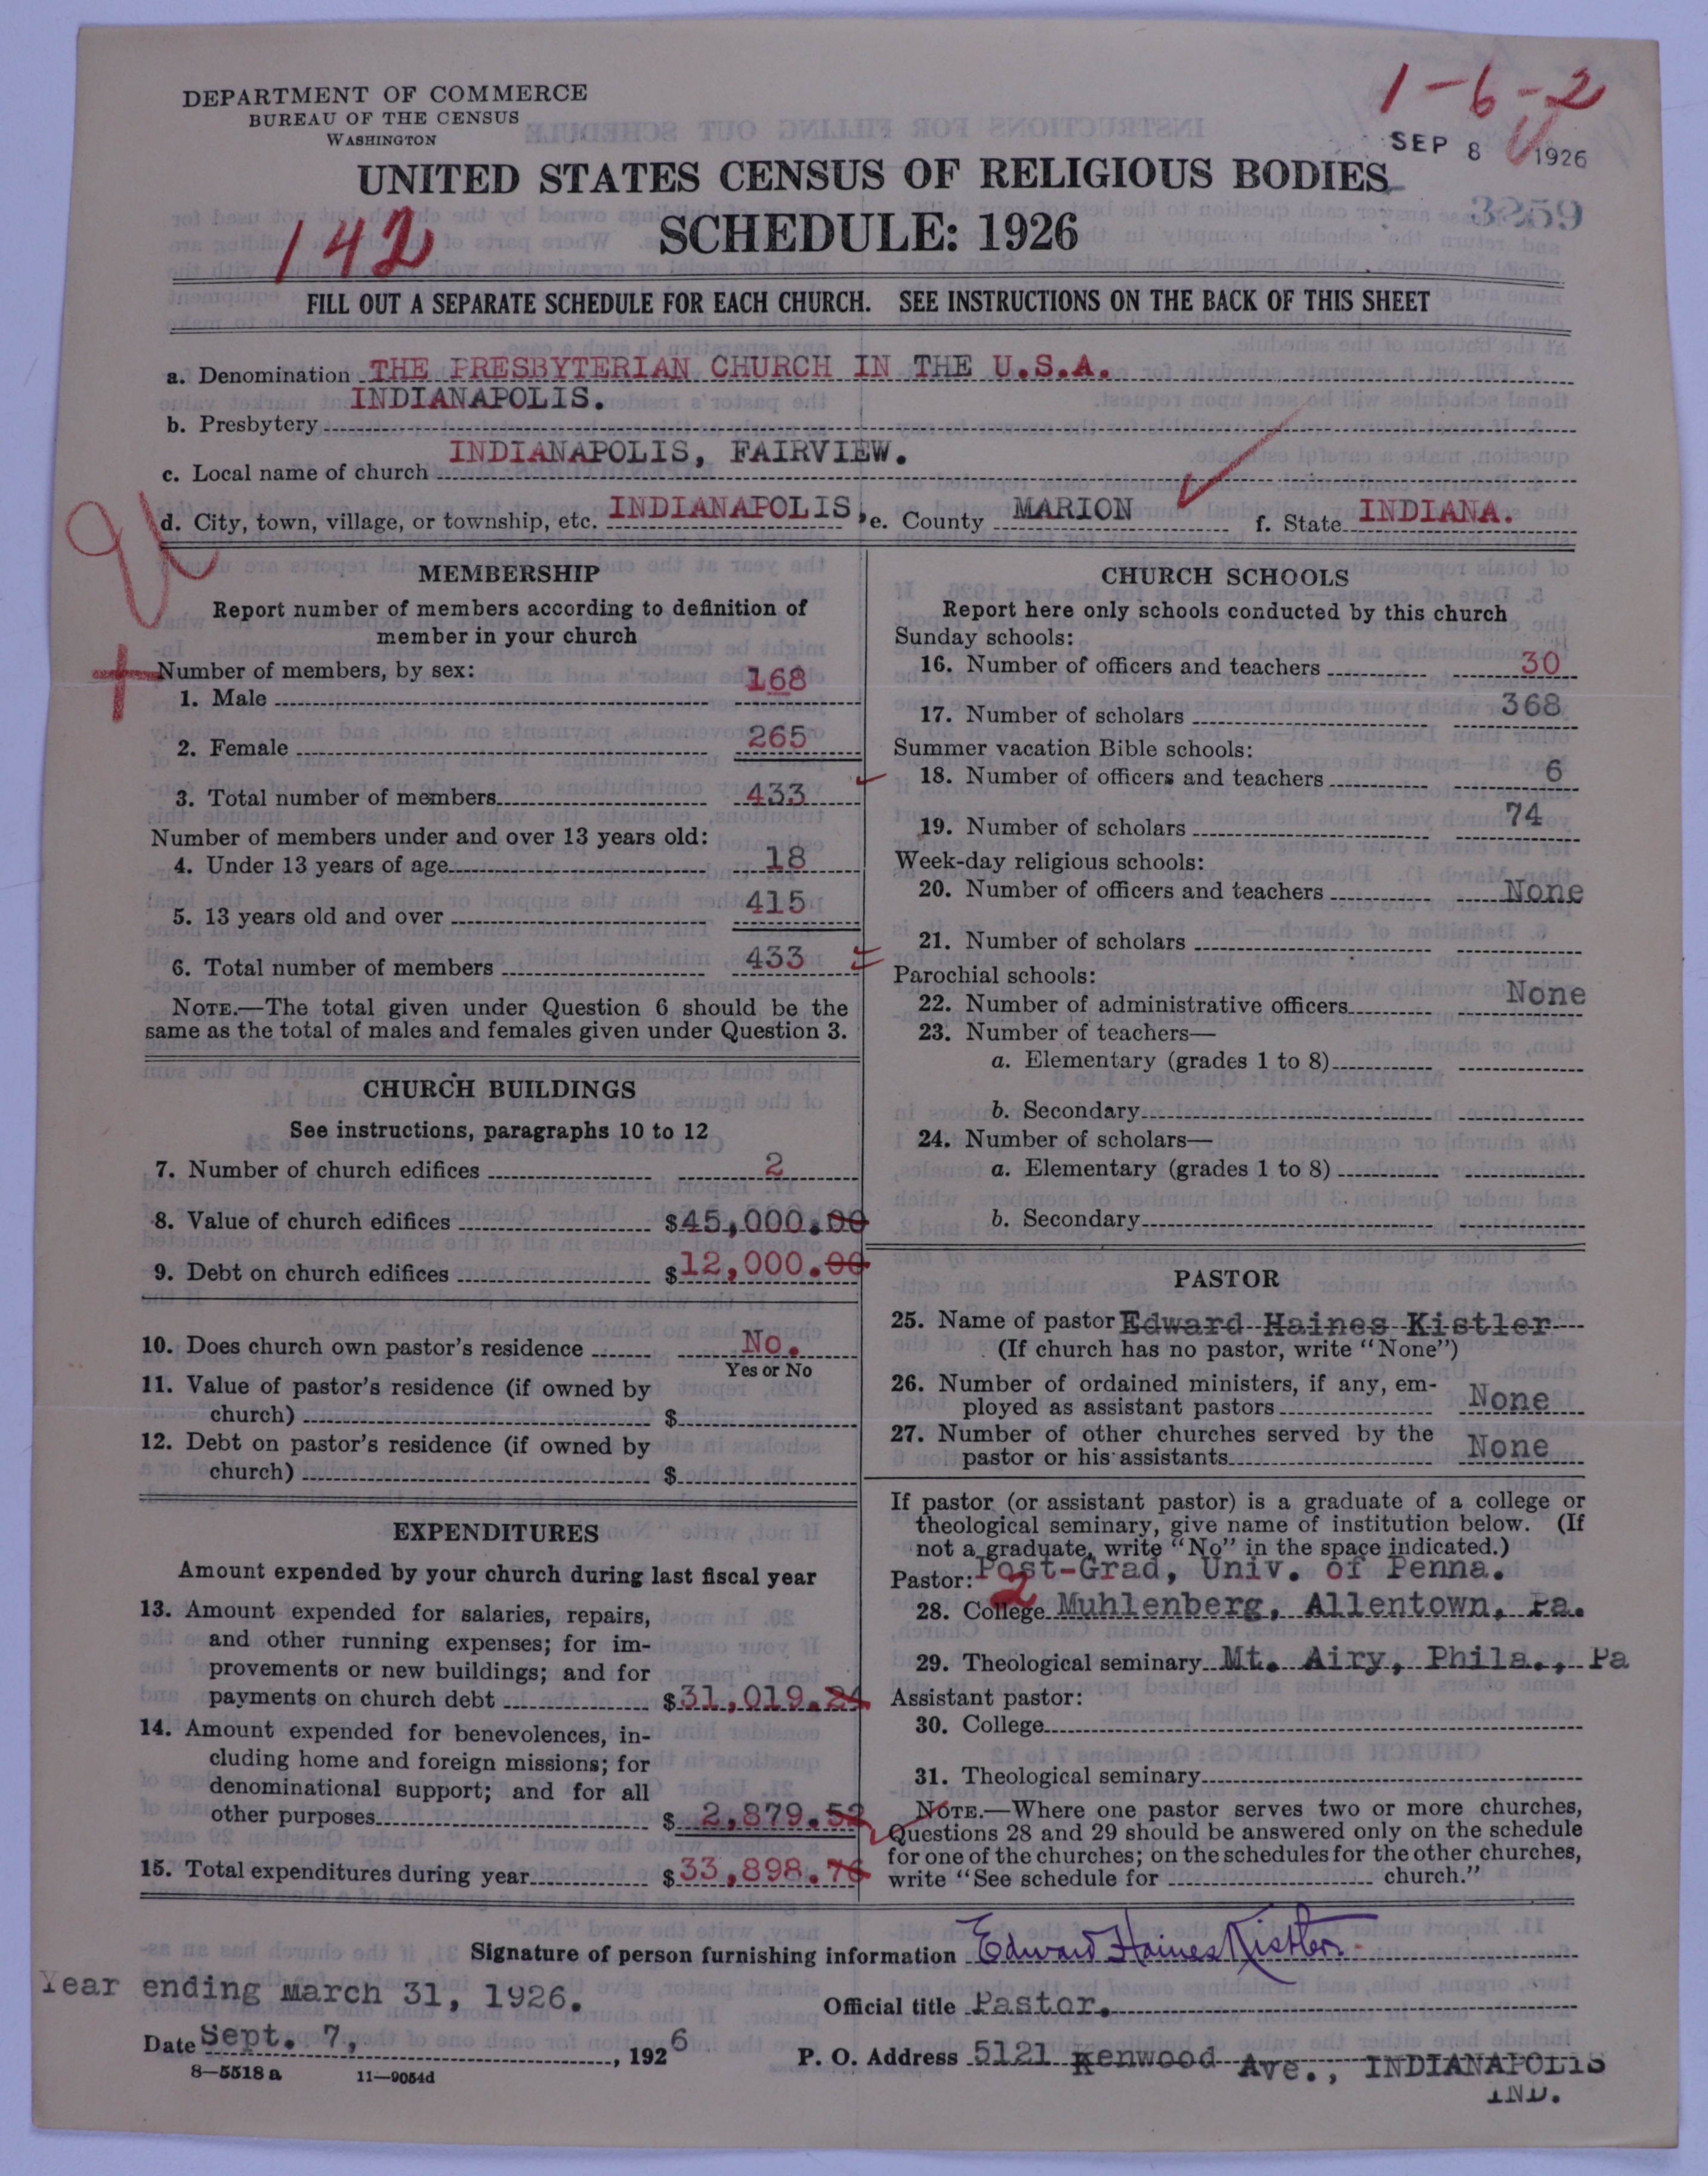 DEPARTMENT OF COMMERCE
BUREAU OF THE CENSUS
WASHINGTON
1-6-2
SEP 8 1926
3259
UNITED STATES CENSUS OF RELIGIOUS BODIES
SCHEDULE: 1926
142
FILL OUT A SEPARATE SCHEDULE FOR EACH CHURCH. SEE INSTRUCTIONS ON THE BACK OF THIS SHEET
a. Denomination THE PRESBYTERIAN CHURCH IN THE U.S.A.
b. Presbytery INDIANAPOLIS.
c. Local name of church INDIANAPOLIS, FAIRVIEW.
d. City, town, village, or township, etc. INDIANAPOLIS, e. County MARION f. State INDIANA.
MEMBERSHIP
Report number of members according to definition of
member in your church
Number of members, by sex:
1. Male 168
2. Female 265
3. Total number of members 433
Number of members under and over 13 years old:
4. Under 13 years of age 18
5. 13 years old and over 415
6. Total number of members 433
NOTE.—The total given under Question 6 should be the
same as the total of males and females given under Question 3.
CHURCH BUILDINGS
See instructions, paragraphs 10 to 12
7. Number of church edifices 2
8. Value of church edifices $45,000.00
9. Debt on church edifices $12,000.00
10. Does church own pastor's residence No.
Yes or No
11. Value of pastor's residence (if owned by
church) $
12. Debt on pastor's residence (if owned by
church) $
EXPENDITURES
Amount expended by your church during last fiscal year
13. Amount expended for salaries, repairs,
and other running expenses; for im-
provements or new buildings; and for
payments on church debt $31,019.24
14. Amount expended for benevolences, in-
cluding home and foreign missions; for
denominational support; and for all
other purposes $ 2,879.52
15. Total expenditures during year $33,898.76
CHURCH SCHOOLS
Report here only schools conducted by this church
Sunday schools:
16. Number of officers and teachers 30
17. Number of scholars 368
Summer vacation Bible schools:
18. Number of officers and teachers 6
19. Number of scholars 74
Week-day religious schools:
20. Number of officers and teachers None
21. Number of scholars
Parochial schools:
22. Number of administrative officers None
23. Number of teachers—
a. Elementary (grades 1 to 8)
b. Secondary
24. Number of scholars—
a. Elementary (grades 1 to 8)
b. Secondary
PASTOR
25. Name of pastor Edward Haines Kistler
(If church has no pastor, write "None")
26. Number of ordained ministers, if any, em-
ployed as assistant pastors None
27. Number of other churches served by the
pastor or his assistants None
If pastor (or assistant pastor) is a graduate of a college or
theological seminary, give name of institution below. (If
not a graduate, write "No" in the space indicated.)
Pastor: Post-Grad, Univ. of Penna.
2
28. College Muhlenberg, Allentown, Pa.
29. Theological seminary Mt. Airy, Phila., Pa
Assistant pastor:
30. College
31. Theological seminary
NOTE.—Where one pastor serves two or more churches,
Questions 28 and 29 should be answered only on the schedule
for one of the churches; on the schedules for the other churches,
write "See schedule for church."
Signature of person furnishing information Edward Haines Kistler
Year ending March 31, 1926.
Official title Pastor.
Date Sept. 7, 1926
P. O. Address 5121 Kenwood Ave., INDIANAPOLIS
IND.
8—5518 a 11—9054d